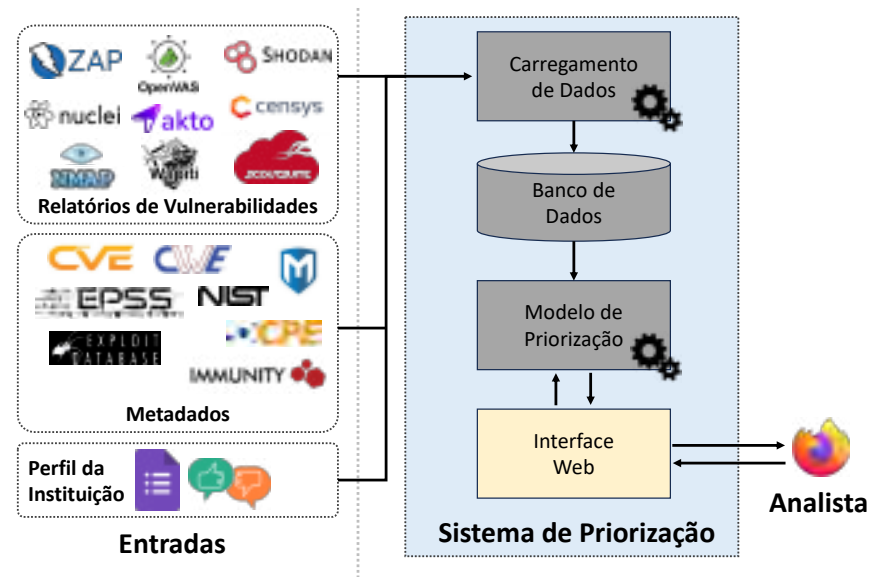 ZAP
OpenVAS
SHODAN
nuclei
akto
censys
NMAP
Wapiti
Relatórios de Vulnerabilidades
CVE
CWE
M
EPSS
NIST
CPE
EXPLOIT
DATABASE
IMMUNITY
Metadados
Perfil da
Instituição
Entradas
Carregamento
de Dados
Banco de
Dados
Modelo de
Priorização
Interface
Web
Sistema de Priorização
Analista